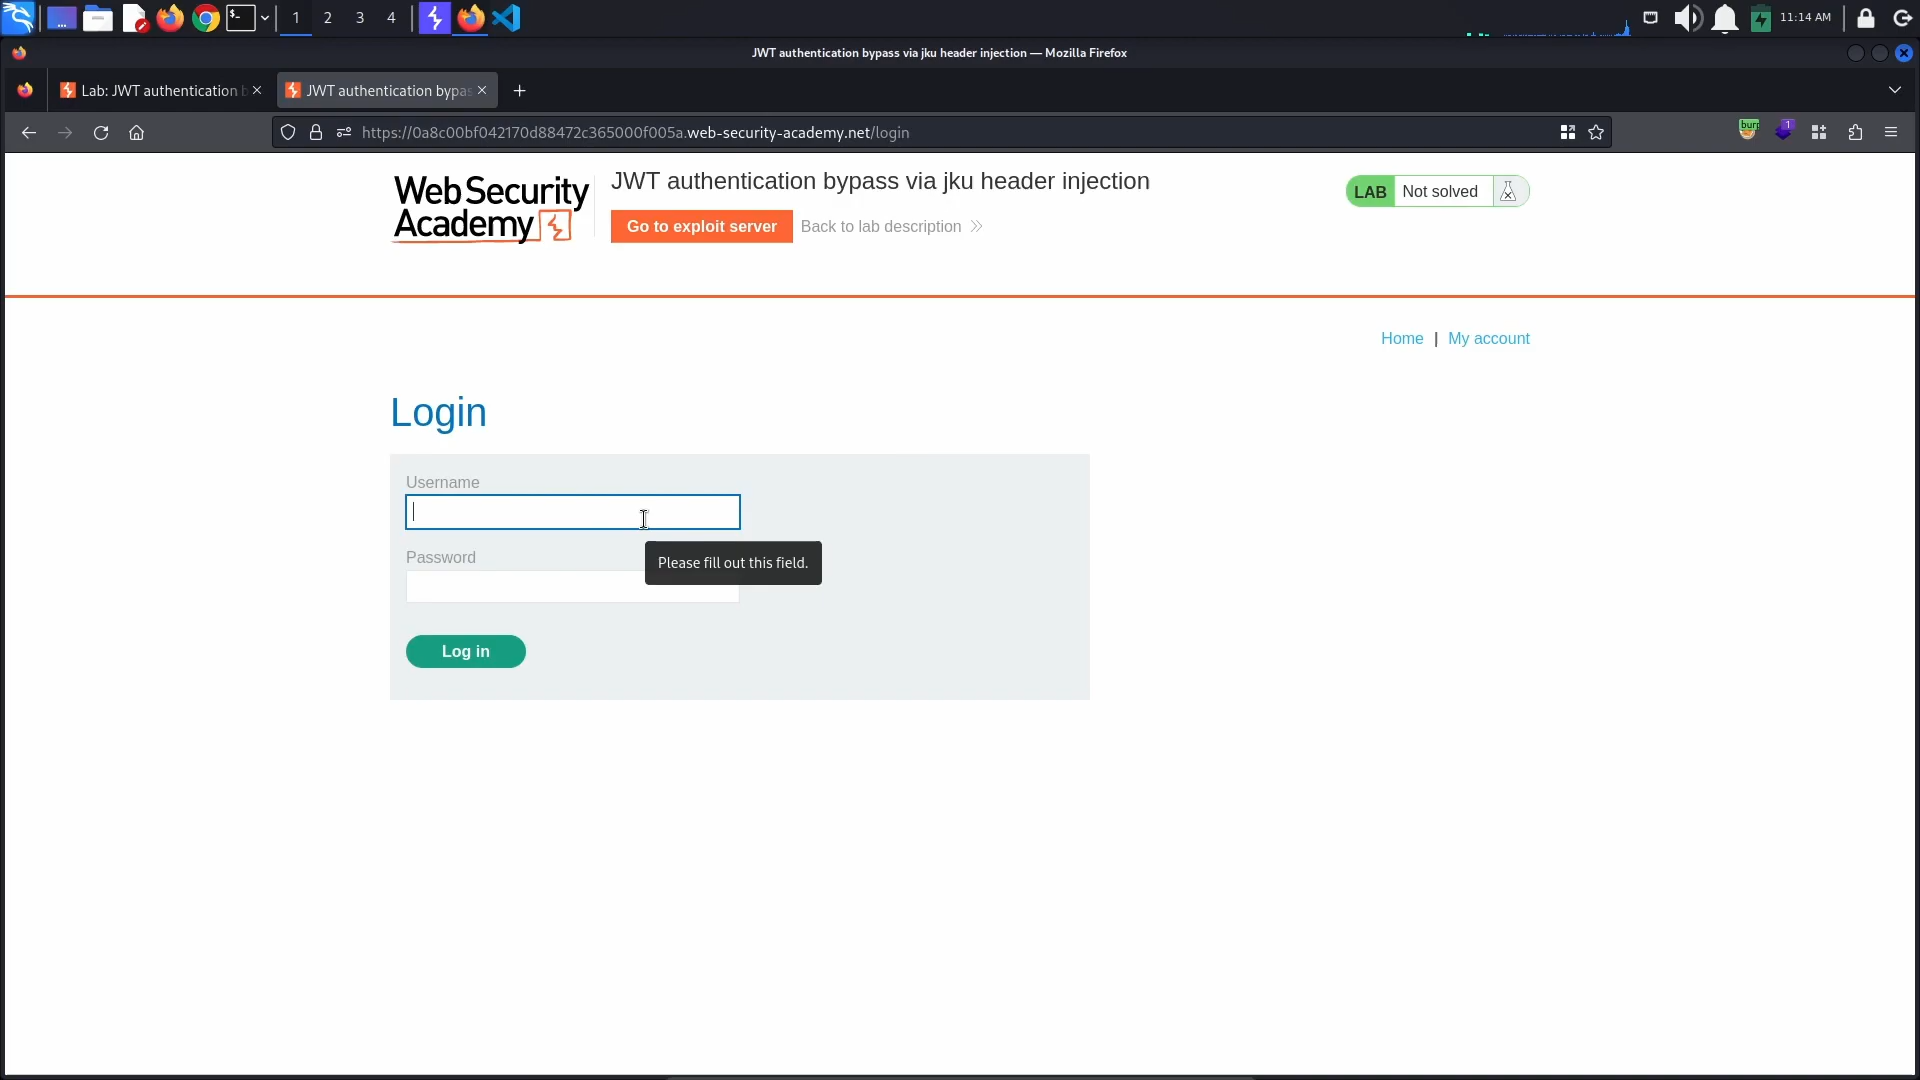 1 2 3 4
11:14 AM
JWT authentication bypass via jku header injection — Mozilla Firefox
Lab: JWT authentication b
JWT authentication bypas
https://0a8c00bf042170d88472c365000f005a.web-security-academy.net/login
burp
1
WebSecurity
Academy
JWT authentication bypass via jku header injection
Go to exploit server
Back to lab description
LAB
Not solved
Home | My account
Login
Username
Please fill out this field.
Password
Log in